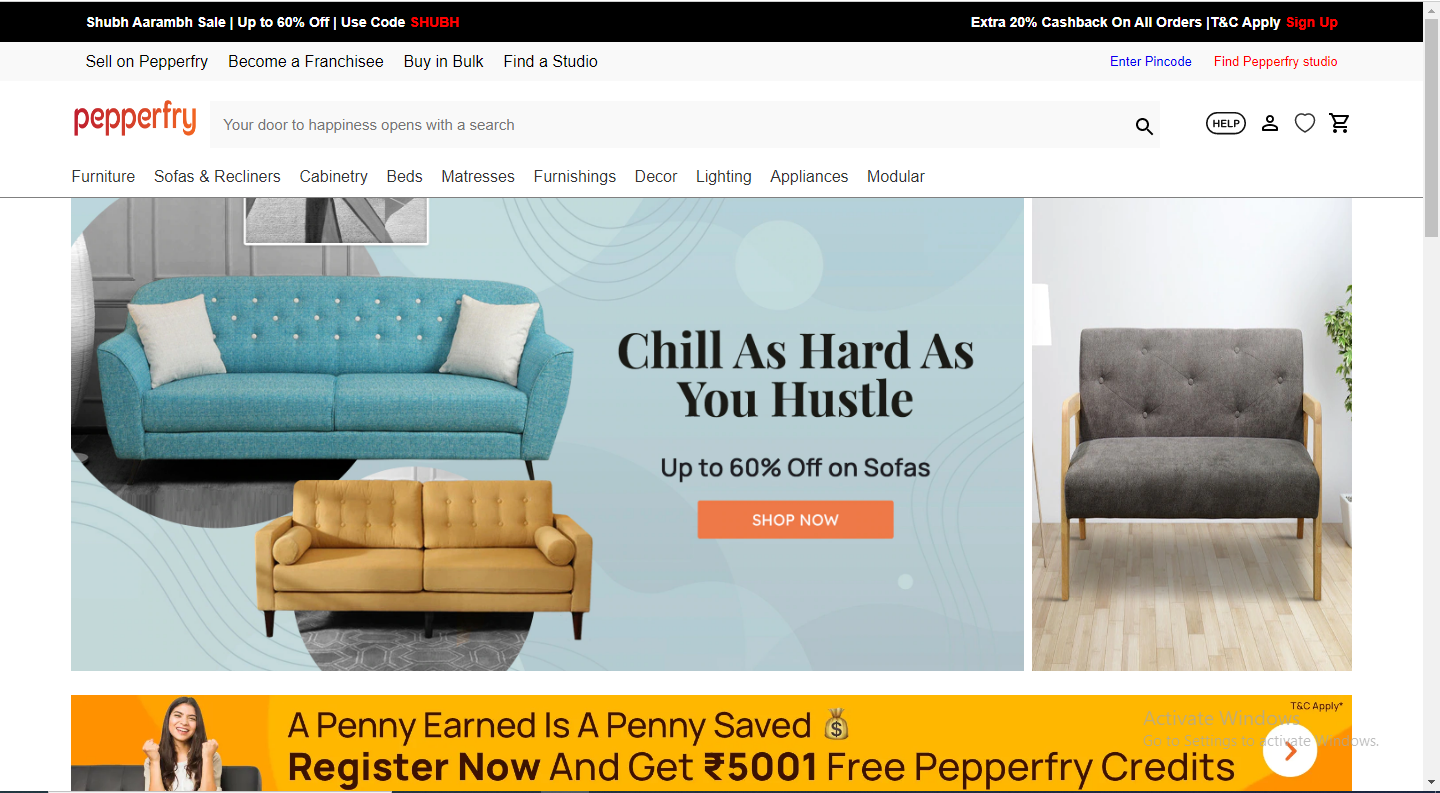 Shubh Aarambh Sale | Up to 60% Off | Use Code SHUBH
Extra 20% Cashback On All Orders |T&C Apply Sign Up
Sell on Pepperfry Become a Franchisee Buy in Bulk Find a Studio
Enter Pincode Find Pepperfry studio
pepperfry
Your door to happiness opens with a search
HELP
Furniture Sofas & Recliners Cabinetry Beds Matresses Furnishings Decor Lighting Appliances Modular
Chill As Hard As
You Hustle
Up to 60% Off on Sofas
SHOP NOW
T&C Apply*
A Penny Earned Is A Penny Saved
Register Now And Get ₹5001 Free Pepperfry Credits
Activate Windows
Go to Settings to activate Windows.